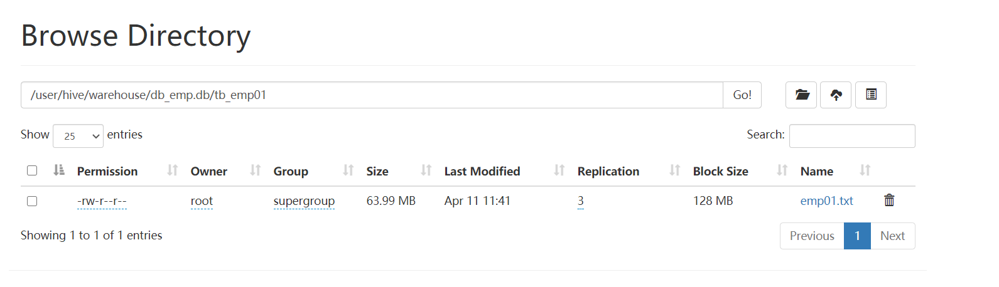 Browse Directory
/user/hive/warehouse/db_emp.db/tb_emp01 Go!
Show 25 entries Search:
Permission Owner Group Size Last Modified Replication Block Size Name
-rw-r--r-- root supergroup 63.99 MB Apr 11 11:41 3 128 MB emp01.txt
Showing 1 to 1 of 1 entries Previous 1 Next